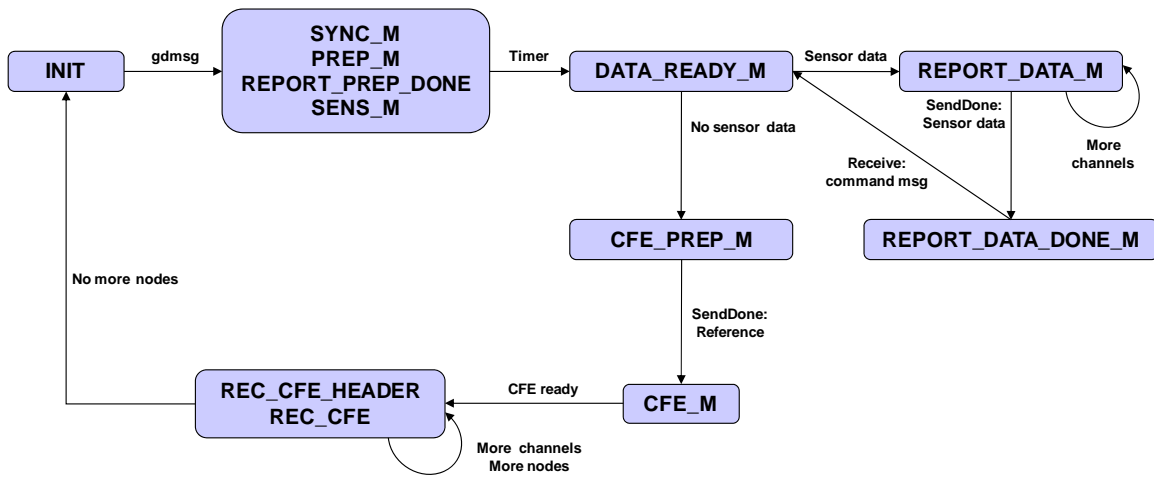 SYNC_M
PREP_M
REPORT_PREP_DONE
SENS_M
INIT
gdmsg
Timer
DATA_READY_M
Sensor data
REPORT_DATA_M
No sensor data
SendDone:
Sensor data
More
channels
Receive:
command msg
CFE_PREP_M
REPORT_DATA_DONE_M
No more nodes
SendDone:
Reference
REC_CFE_HEADER
REC_CFE
CFE ready
CFE_M
More channels
More nodes